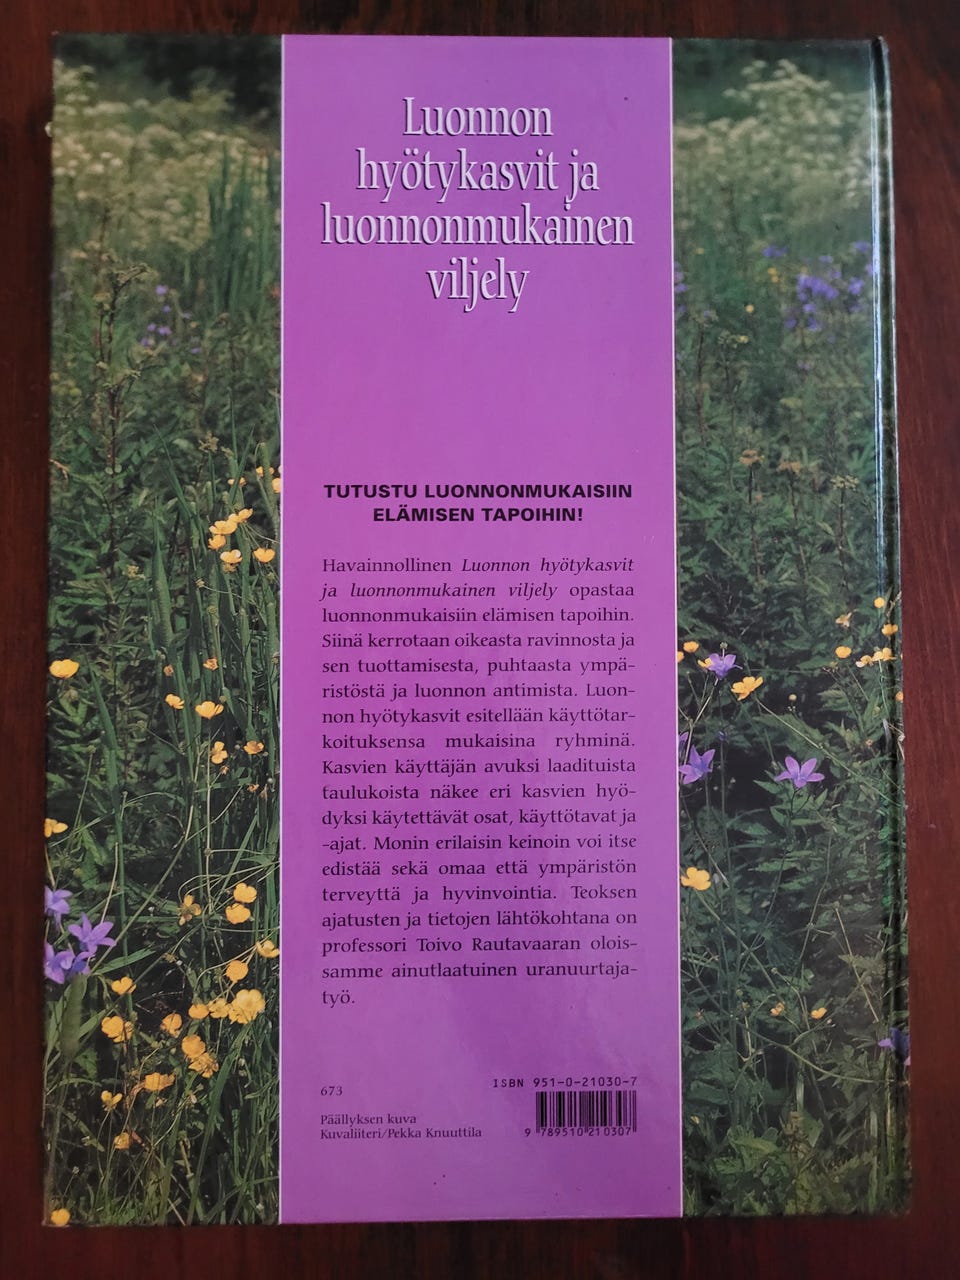 Luonnon
hyötykasvit ja
luonnonmukainen
viljely
TUTUSTU LUONNONMUKAISIIN
ELÄMISEN TAPOIHIN!
Havainnollinen Luonnon hyötykasvit
ja luonnonmukainen viljely opastaa
luonnonmukaisiin elämisen tapoihin.
Siinä kerrotaan oikeasta ravinnosta ja
sen tuottamisesta, puhtaasta ympä-
ristöstä ja luonnon antimista. Luon-
non hyötykasvit esitellään käyttötar-
koituksensa mukaisina ryhminä.
Kasvien käyttäjän avuksi laadituista
taulukoista näkee eri kasvien hyö-
dyksi käytettävät osat, käyttötavat ja
-ajat. Monin erilaisin keinoin voi itse
edistää sekä omaa että ympäristön
terveyttä ja hyvinvointia. Teoksen
ajatusten ja tietojen lähtökohtana on
professori Toivo Rautavaaran olois-
samme ainutlaatuinen uranuurtaja-
työ.
673
Päällyksen kuva
Kuvaliiteri/Pekka Knuuttila
ISBN 951-0-21030-7
9 789510 210307